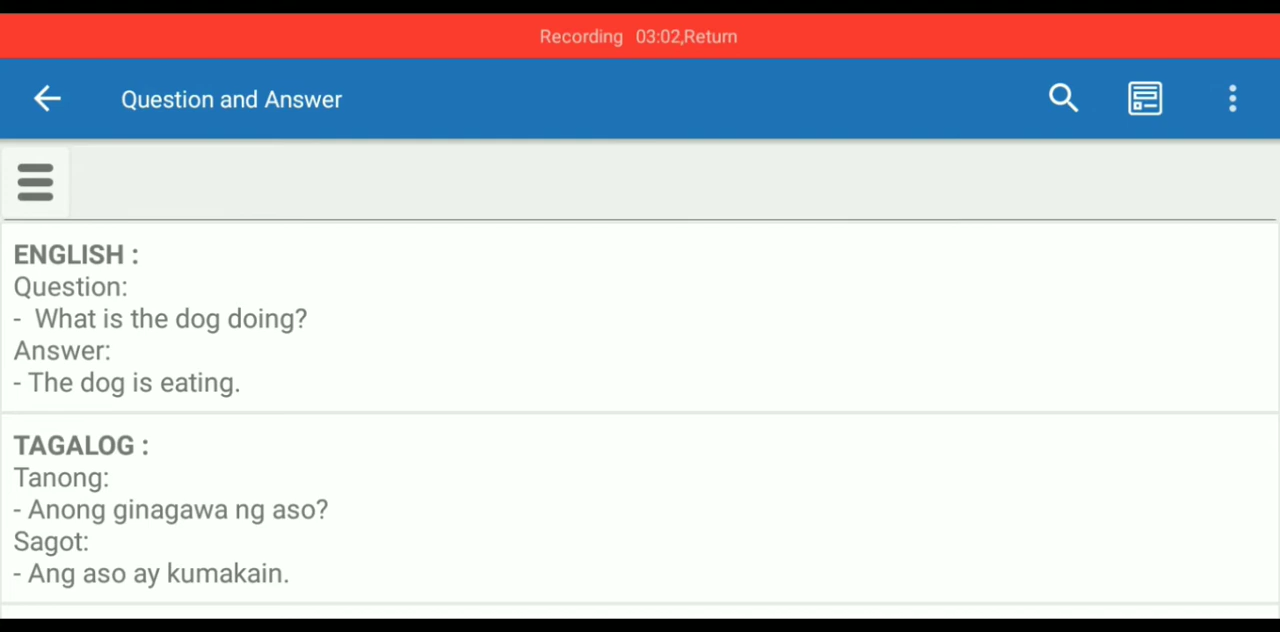 Recording 03:02,Return
Question and Answer
ENGLISH :
Question:
- What is the dog doing?
Answer:
- The dog is eating.
TAGALOG :
Tanong:
- Anong ginagawa ng aso?
Sagot:
- Ang aso ay kumakain.